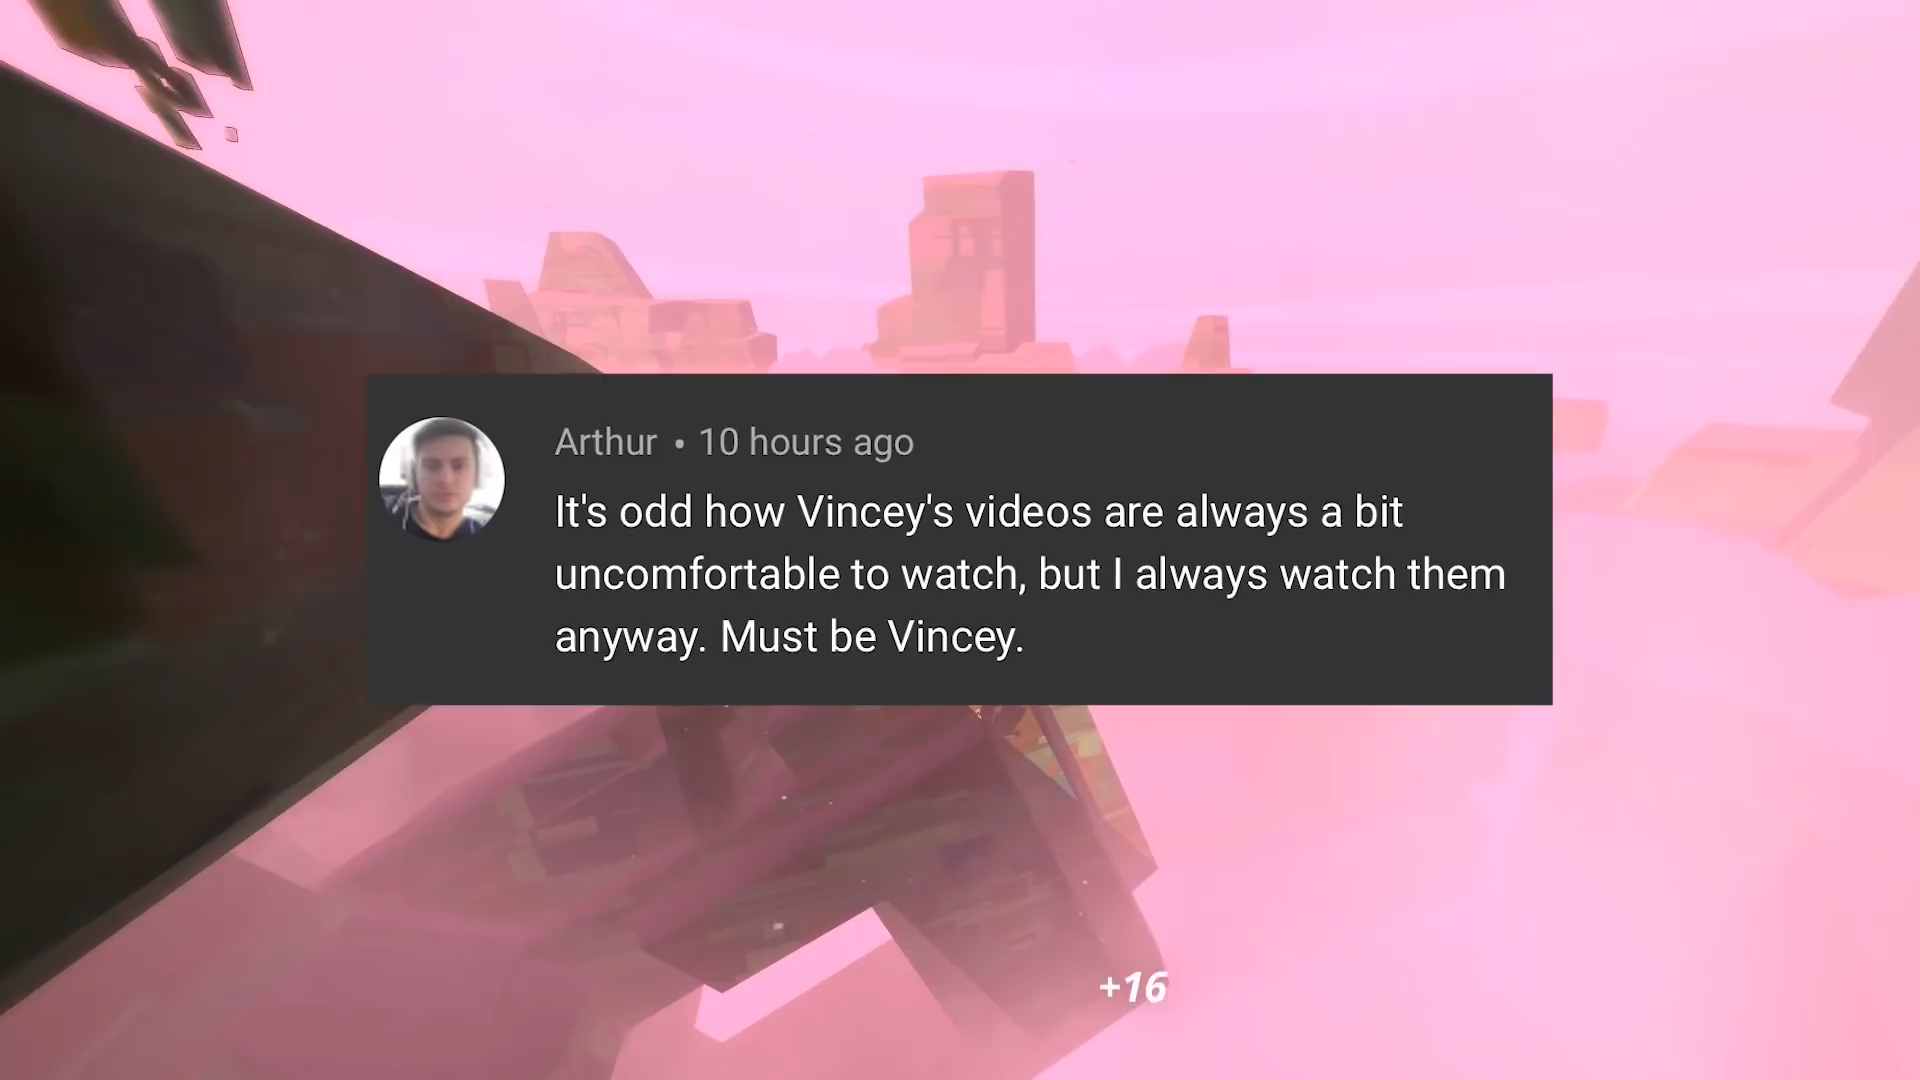 Arthur • 10 hours ago
It's odd how Vincey's videos are always a bit
uncomfortable to watch, but I always watch them
anyway. Must be Vincey.
+16